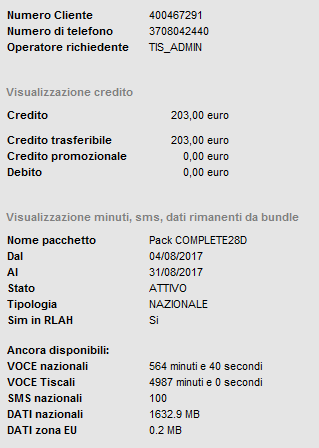 Numero Cliente 400467291
Numero di telefono 3708042440
Operatore richiedente TIS_ADMIN
Visualizzazione credito
Credito 203,00 euro
Credito trasferibile 203,00 euro
Credito promozionale 0,00 euro
Debito 0,00 euro
Visualizzazione minuti, sms, dati rimanenti da bundle
Nome pacchetto Pack COMPLETE28D
Dal 04/08/2017
Al 31/08/2017
Stato ATTIVO
Tipologia NAZIONALE
Sim in RLAH Si
Ancora disponibili:
VOCE nazionali 564 minuti e 40 secondi
VOCE Tiscali 4987 minuti e 0 secondi
SMS nazionali 100
DATI nazionali 1632.9 MB
DATI zona EU 0.2 MB